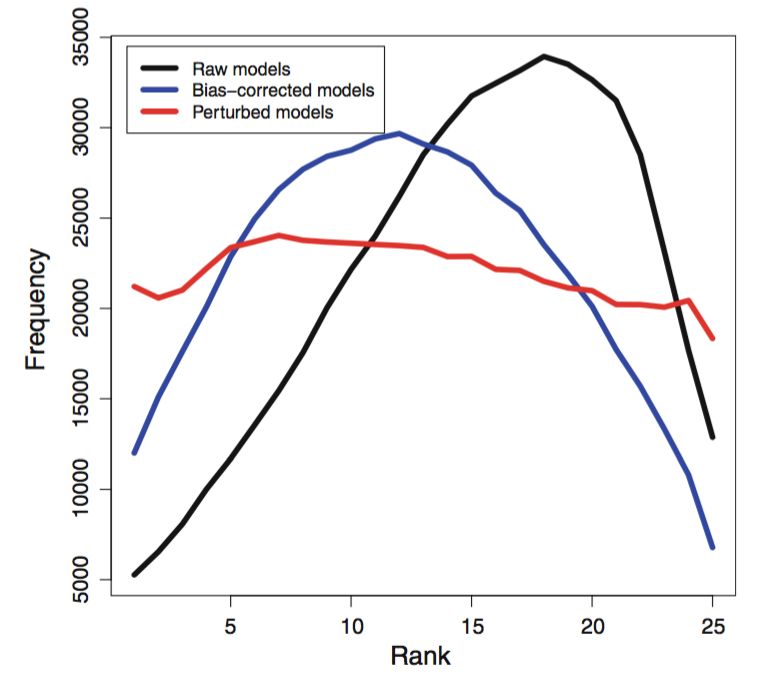 Raw models
Bias−corrected models
Perturbed models
Frequency
35000
30000
25000
20000
15000
10000
5000
5 10 15 20 25
Rank